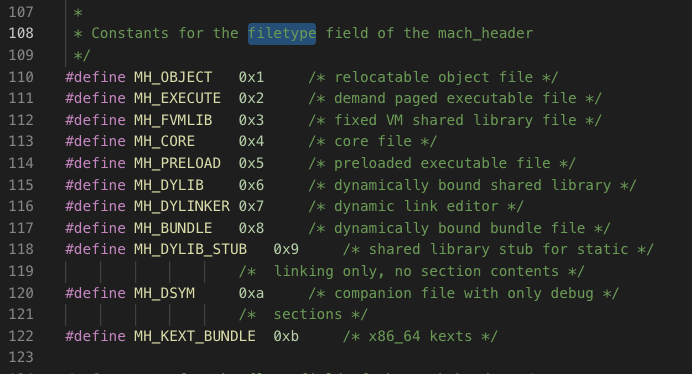 107 *
108 * Constants for the filetype field of the mach_header
109 */
110 #define MH_OBJECT 0x1 /* relocatable object file */
111 #define MH_EXECUTE 0x2 /* demand paged executable file */
112 #define MH_FVMLIB 0x3 /* fixed VM shared library file */
113 #define MH_CORE 0x4 /* core file */
114 #define MH_PRELOAD 0x5 /* preloaded executable file */
115 #define MH_DYLIB 0x6 /* dynamically bound shared library */
116 #define MH_DYLINKER 0x7 /* dynamic link editor */
117 #define MH_BUNDLE 0x8 /* dynamically bound bundle file */
118 #define MH_DYLIB_STUB 0x9 /* shared library stub for static */
119 /* linking only, no section contents */
120 #define MH_DSYM 0xa /* companion file with only debug */
121 /* sections */
122 #define MH_KEXT_BUNDLE 0xb /* x86_64 kexts */
123